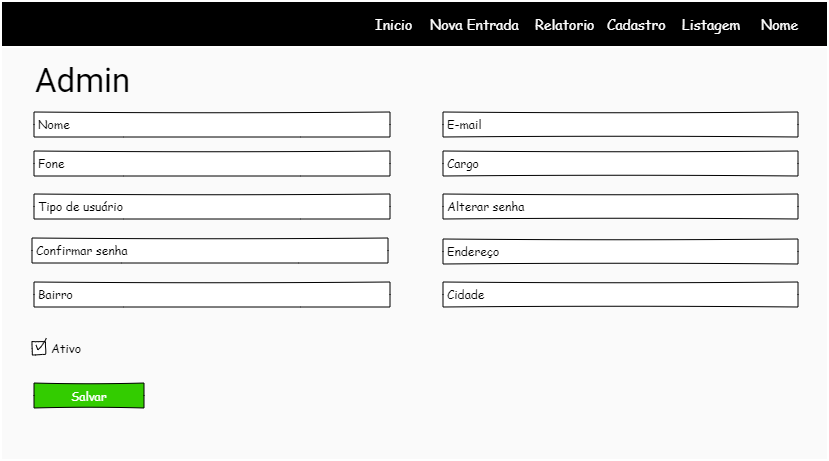 Inicio Nova Entrada Relatorio Cadastro Listagem Nome
Admin
Nome E-mail
Fone Cargo
Tipo de usuário Alterar senha
Confirmar senha Endereço
Bairro Cidade
Ativo
Salvar